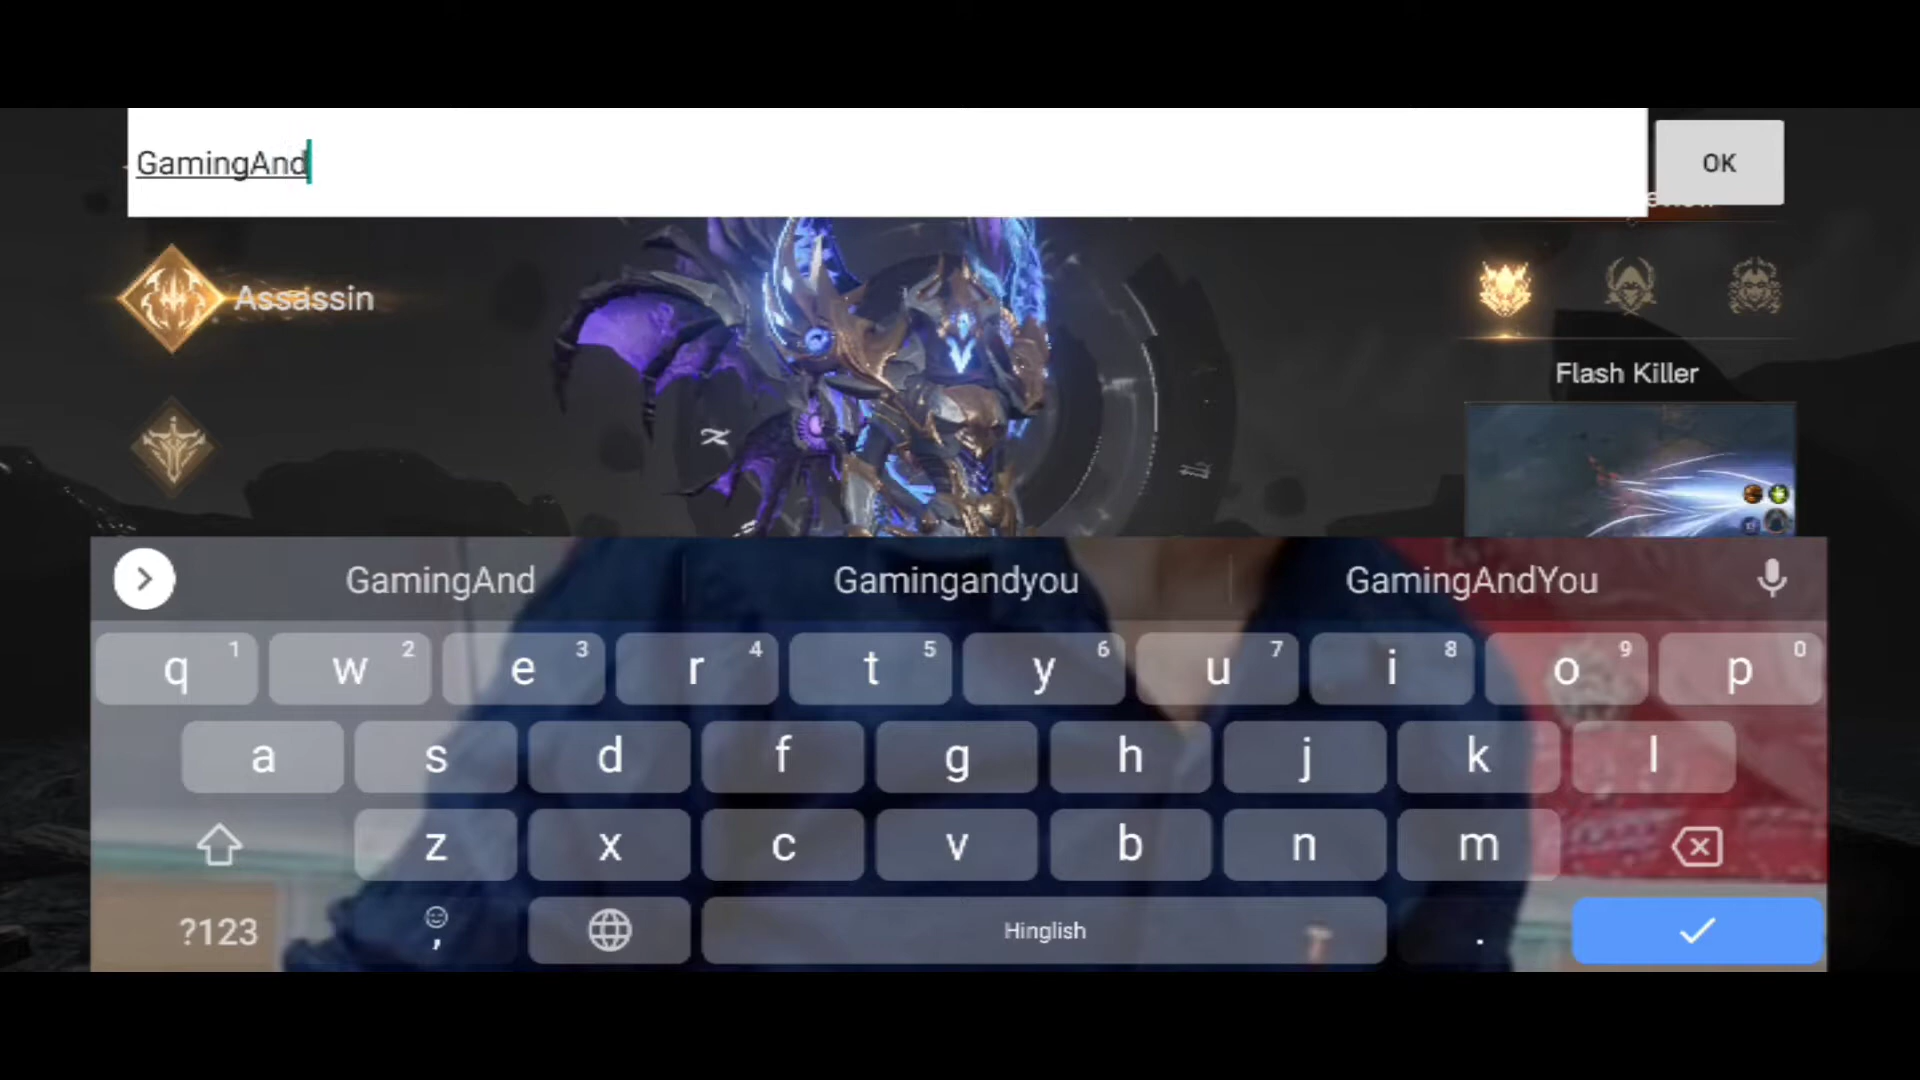 GamingAnd
OK
Assassin
Flash Killer
GamingAnd Gamingandyou GamingAndYou
q 1 w 2 e 3 r 4 t 5 y 6 u 7 i 8 o 9 p 0
a s d f g h j k l
z x c v b n m
?123 , Hinglish .